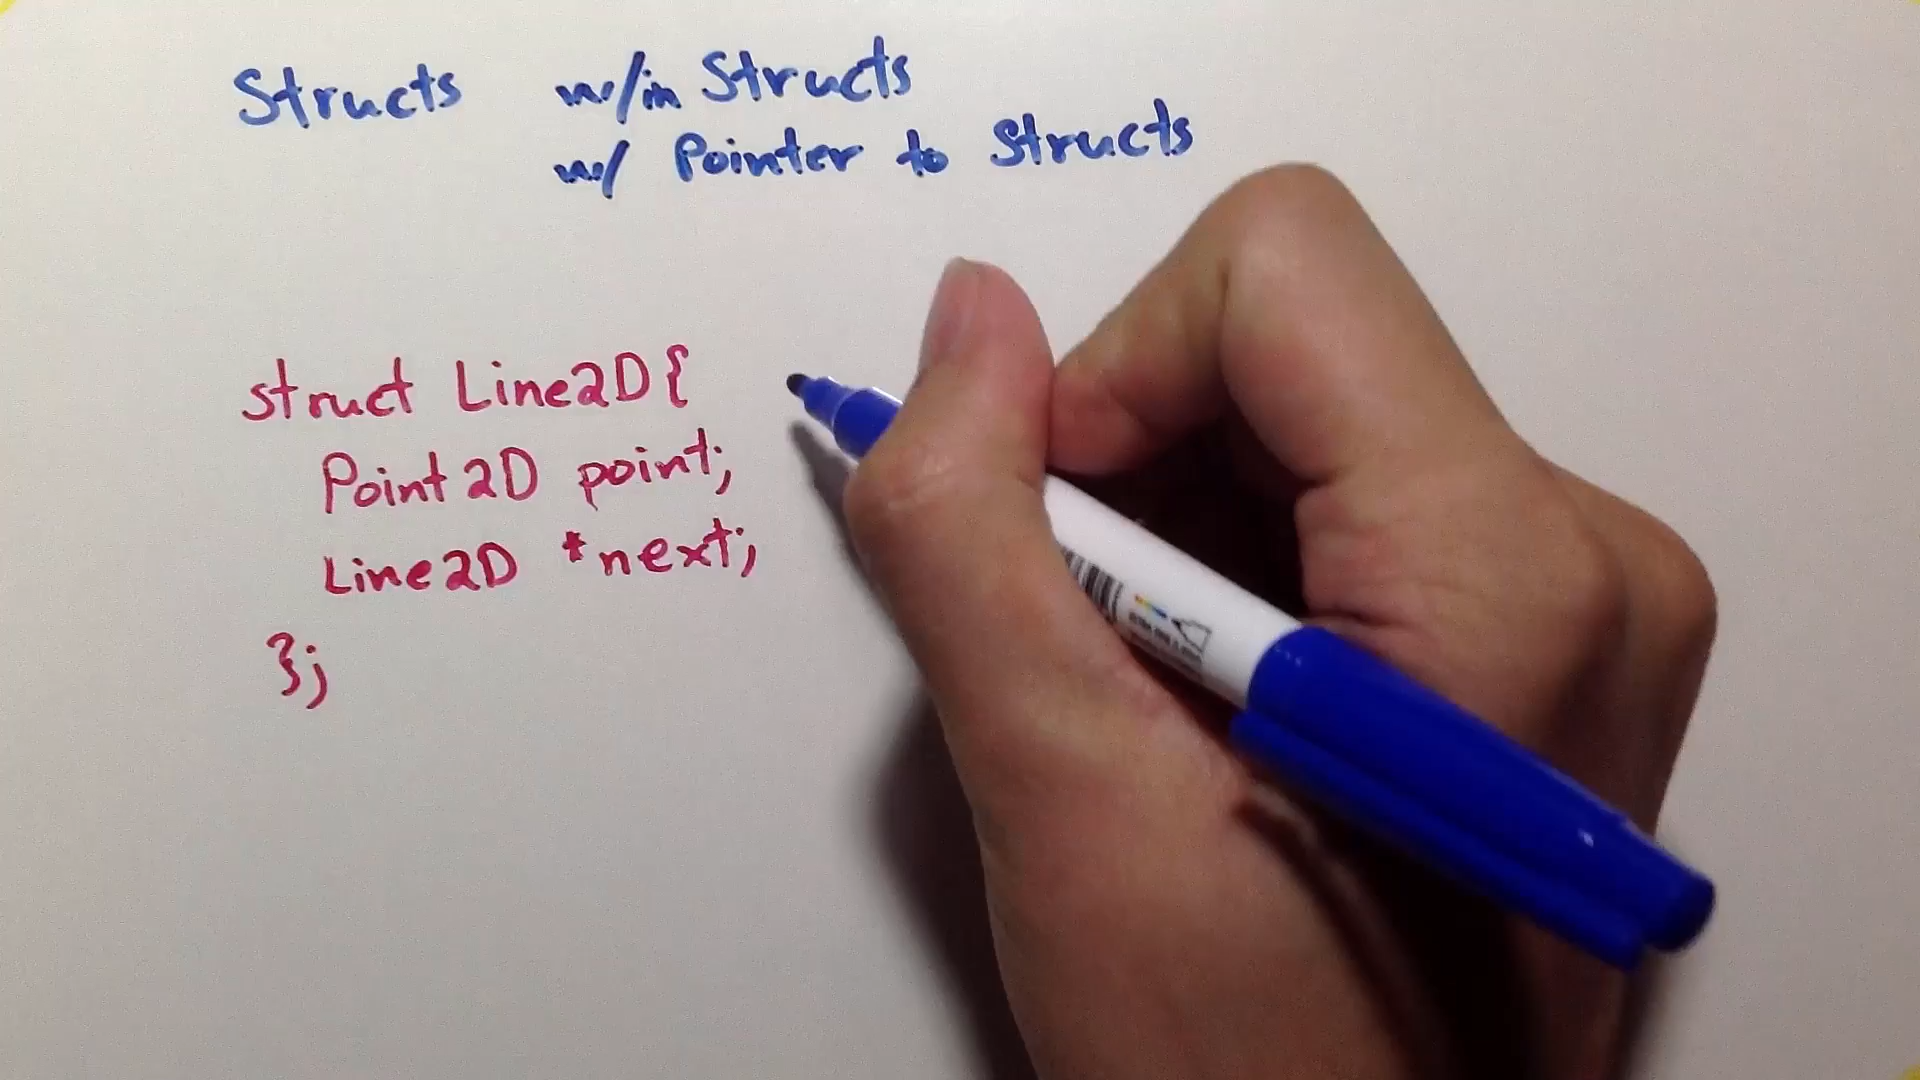 Structs w/in Structs
w/ Pointer to Structs
struct Line2D{
Point2D point;
Line2D *next;
};